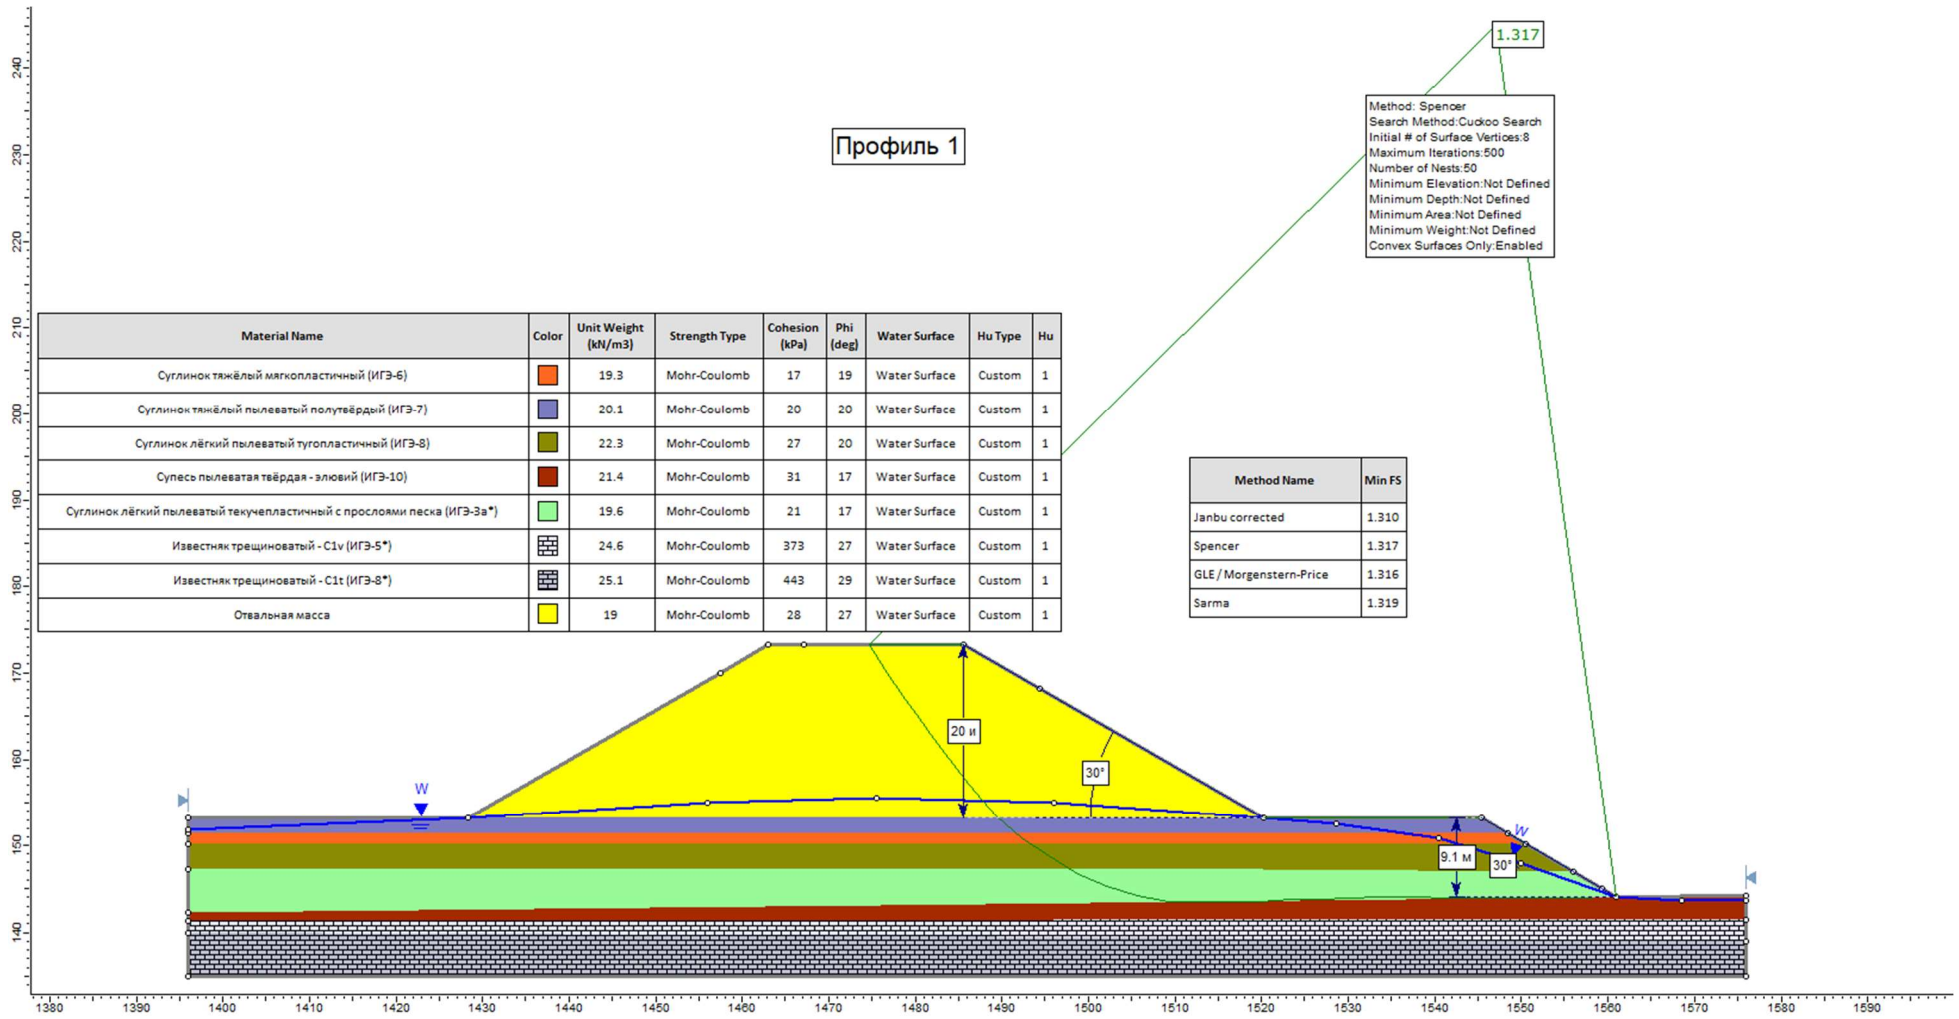 1.317
Method: Spencer
Search Method:Cuckoo Search
Initial # of Surface Vertices:8
Maximum Iterations:500
Number of Nests:50
Minimum Elevation:Not Defined
Minimum Depth:Not Defined
Minimum Area:Not Defined
Minimum Weight:Not Defined
Convex Surfaces Only:Enabled
Профиль 1
Material Name Color Unit Weight (kN/m3) Strength Type Cohesion (kPa) Phi (deg) Water Surface Hu Type Hu
Суглинок тяжёлый мягкопластичный (ИГЭ-6) 19.3 Mohr-Coulomb 17 19 Water Surface Custom 1
Суглинок тяжёлый пылеватый полутвёрдый (ИГЭ-7) 20.1 Mohr-Coulomb 20 20 Water Surface Custom 1
Суглинок лёгкий пылеватый тугопластичный (ИГЭ-8) 22.3 Mohr-Coulomb 27 20 Water Surface Custom 1
Супесь пылеватая твёрдая - элювий (ИГЭ-10) 21.4 Mohr-Coulomb 31 17 Water Surface Custom 1
Суглинок лёгкий пылеватый текучепластичный с прослоями песка (ИГЭ-3а*) 19.6 Mohr-Coulomb 21 17 Water Surface Custom 1
Известняк трещиноватый - C1v (ИГЭ-5*) 24.6 Mohr-Coulomb 373 27 Water Surface Custom 1
Известняк трещиноватый - C1t (ИГЭ-8*) 25.1 Mohr-Coulomb 443 29 Water Surface Custom 1
Отвальная масса 19 Mohr-Coulomb 28 27 Water Surface Custom 1
Method Name Min FS
Janbu corrected 1.310
Spencer 1.317
GLE / Morgenstern-Price 1.316
Sarma 1.319
20 и
30°
W
W
9.1 м
30°
240
230
220
210
200
190
180
170
160
150
140
1380 1390 1400 1410 1420 1430 1440 1450 1460 1470 1480 1490 1500 1510 1520 1530 1540 1550 1560 1570 1580 1590